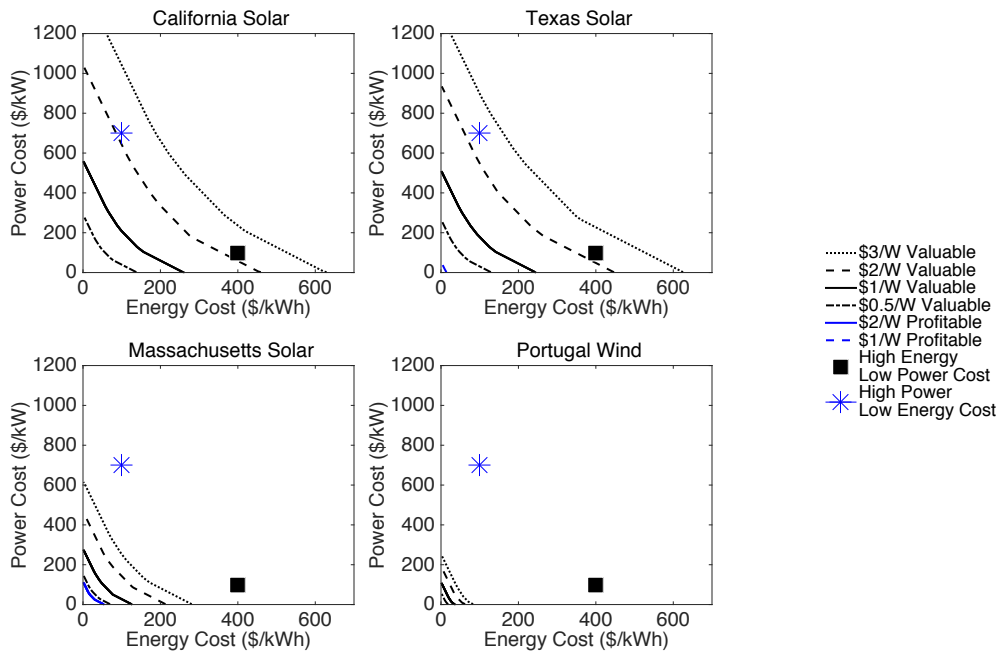 California Solar
1200
1000
800
600
400
200
0
Power Cost ($/kW)
0 200 400 600
Energy Cost ($/kWh)
Texas Solar
1200
1000
800
600
400
200
0
Power Cost ($/kW)
0 200 400 600
Energy Cost ($/kWh)
Massachusetts Solar
1200
1000
800
600
400
200
0
Power Cost ($/kW)
0 200 400 600
Energy Cost ($/kWh)
Portugal Wind
1200
1000
800
600
400
200
0
Power Cost ($/kW)
0 200 400 600
Energy Cost ($/kWh)
$3/W Valuable
$2/W Valuable
$1/W Valuable
$0.5/W Valuable
$2/W Profitable
$1/W Profitable
High Energy
Low Power Cost
High Power
Low Energy Cost